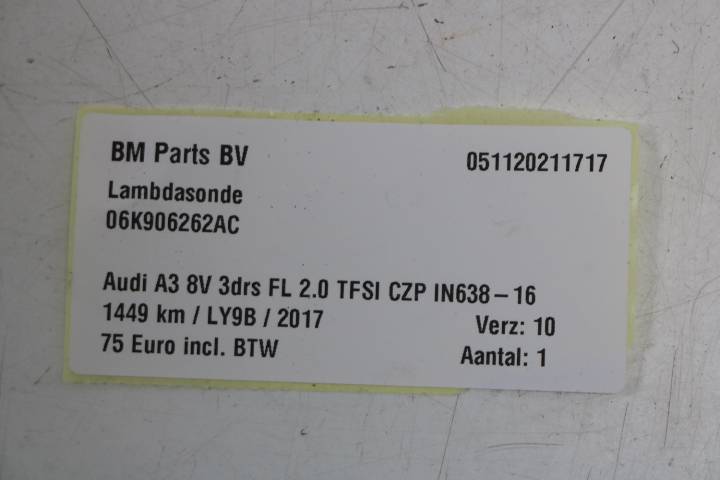 BM Parts BV 051120211717
Lambdasonde
06K906262AC
Audi A3 8V 3drs FL 2.0 TFSI CZP IN638-16
1449 km / LY9B / 2017 Verz: 10
75 Euro incl. BTW Aantal: 1